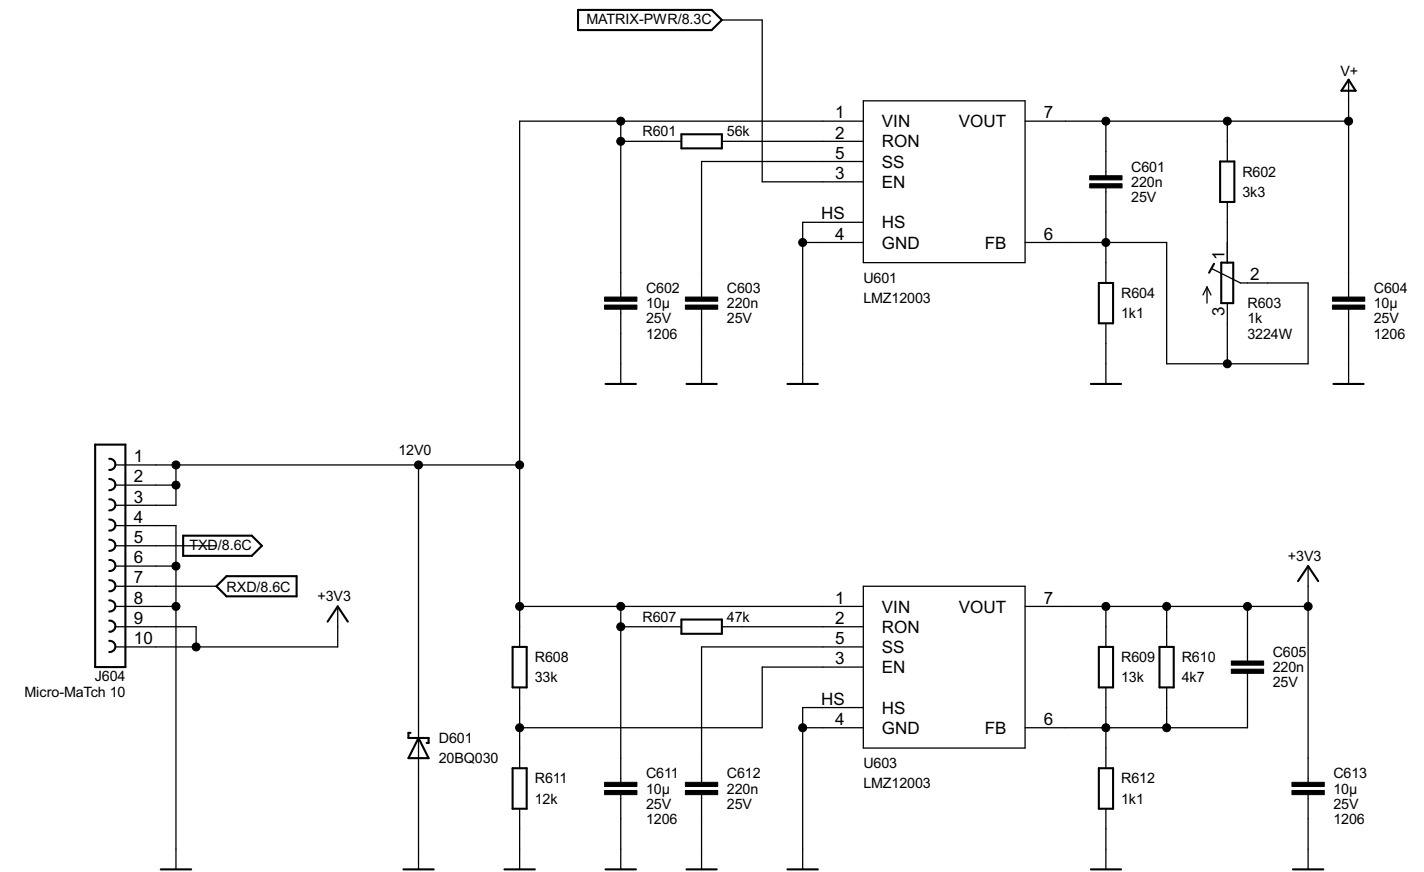 MATRIX-PWR/8.3C
V+
1
VIN
VOUT
7
R601
56k
2
RON
5
SS
3
EN
C601
220n
25V
R602
3k3
HS
HS
4
GND
FB
6
U601
LMZ12003
C602
10µ
25V
1206
C603
220n
25V
R604
1k1
1
2
3
R603
1k
3224W
C604
10µ
25V
1206
12V0
1
2
3
4
5
TXD/8.6C
6
7
RXD/8.6C
8
9
10
+3V3
J604
Micro-MaTch 10
+3V3
1
VIN
VOUT
7
R607
47k
2
RON
5
SS
3
EN
R608
33k
R609
13k
R610
4k7
C605
220n
25V
HS
HS
4
GND
FB
6
D601
20BQ030
U603
LMZ12003
R611
12k
C611
10µ
25V
1206
C612
220n
25V
R612
1k1
C613
10µ
25V
1206